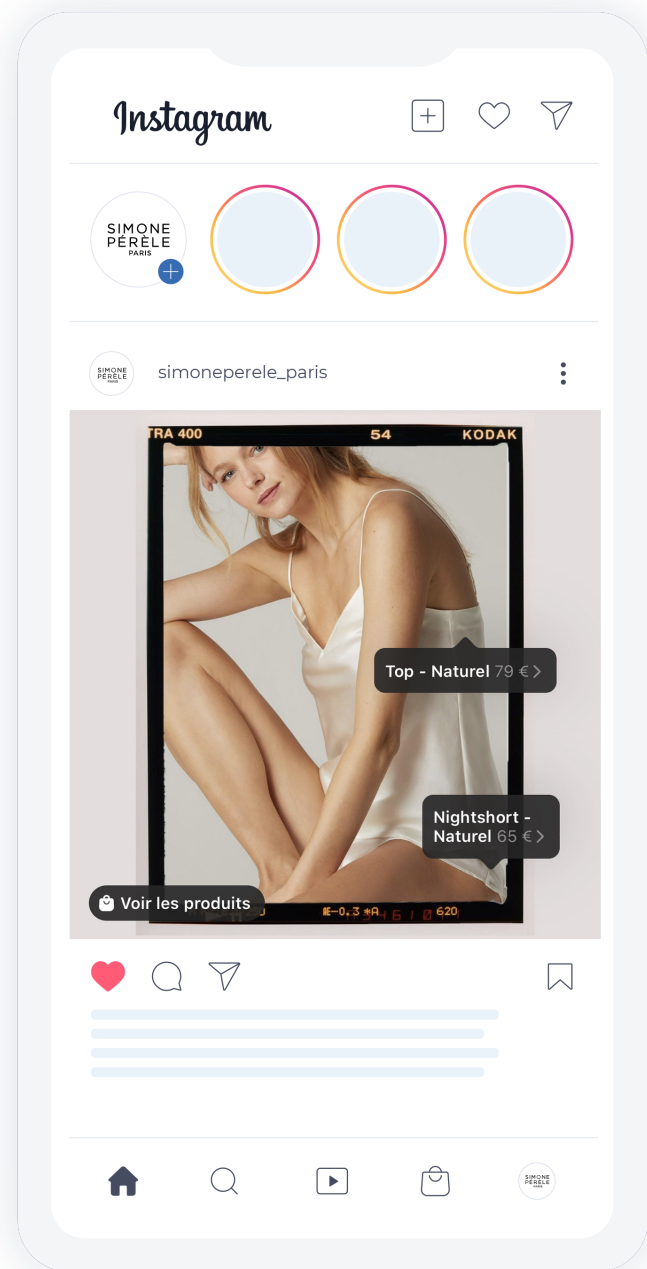 Instagram
SIMONE
PÉRÈLE
PARIS
SIMONE
PÉRÈLE
PARIS
simoneperele_paris
TRA 400 54 KODAK
Top - Naturel 79 € >
Nightshort -
Naturel 65 € >
Voir les produits
620
SIMONE
PÉRÈLE
PARIS